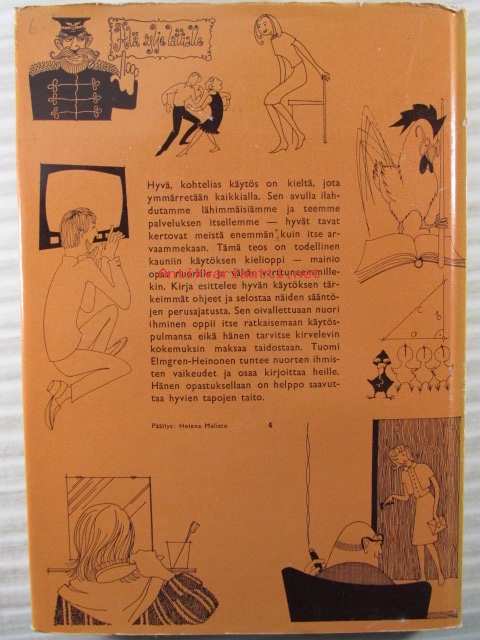 6.
Älä sylje lattialle
Hyvä, kohtelias käytös on kieltä, jota
ymmärretään kaikkialla. Sen avulla ilah-
dutamme lähimmäisiämme ja teemme
palveluksen itsellemme — hyvät tavat
kertovat meistä enemmän, kuin itse ar-
vaammekaan. Tämä teos on todellinen
kauniin käytöksen kielioppi — mainio
opas nuorille ja vähän varttuneemmille-
kin. Kirja esittelee hyvän käytöksen tär-
keimmät ohjeet ja selostaa näiden sääntö-
jen perusajatusta. Sen oivallettuaan nuori
ihminen oppii itse ratkaisemaan käytös-
pulmansa eikä hänen tarvitse kirvelevin
kokemuksin maksaa taidostaan. Tuomi
Elmgren-Heinonen tuntee nuorten ihmis-
ten vaikeudet ja osaa kirjoittaa heille.
Hänen opastuksellaan on helppo saavut-
taa hyvien tapojen taito.
Päällys: Helena Melista 6